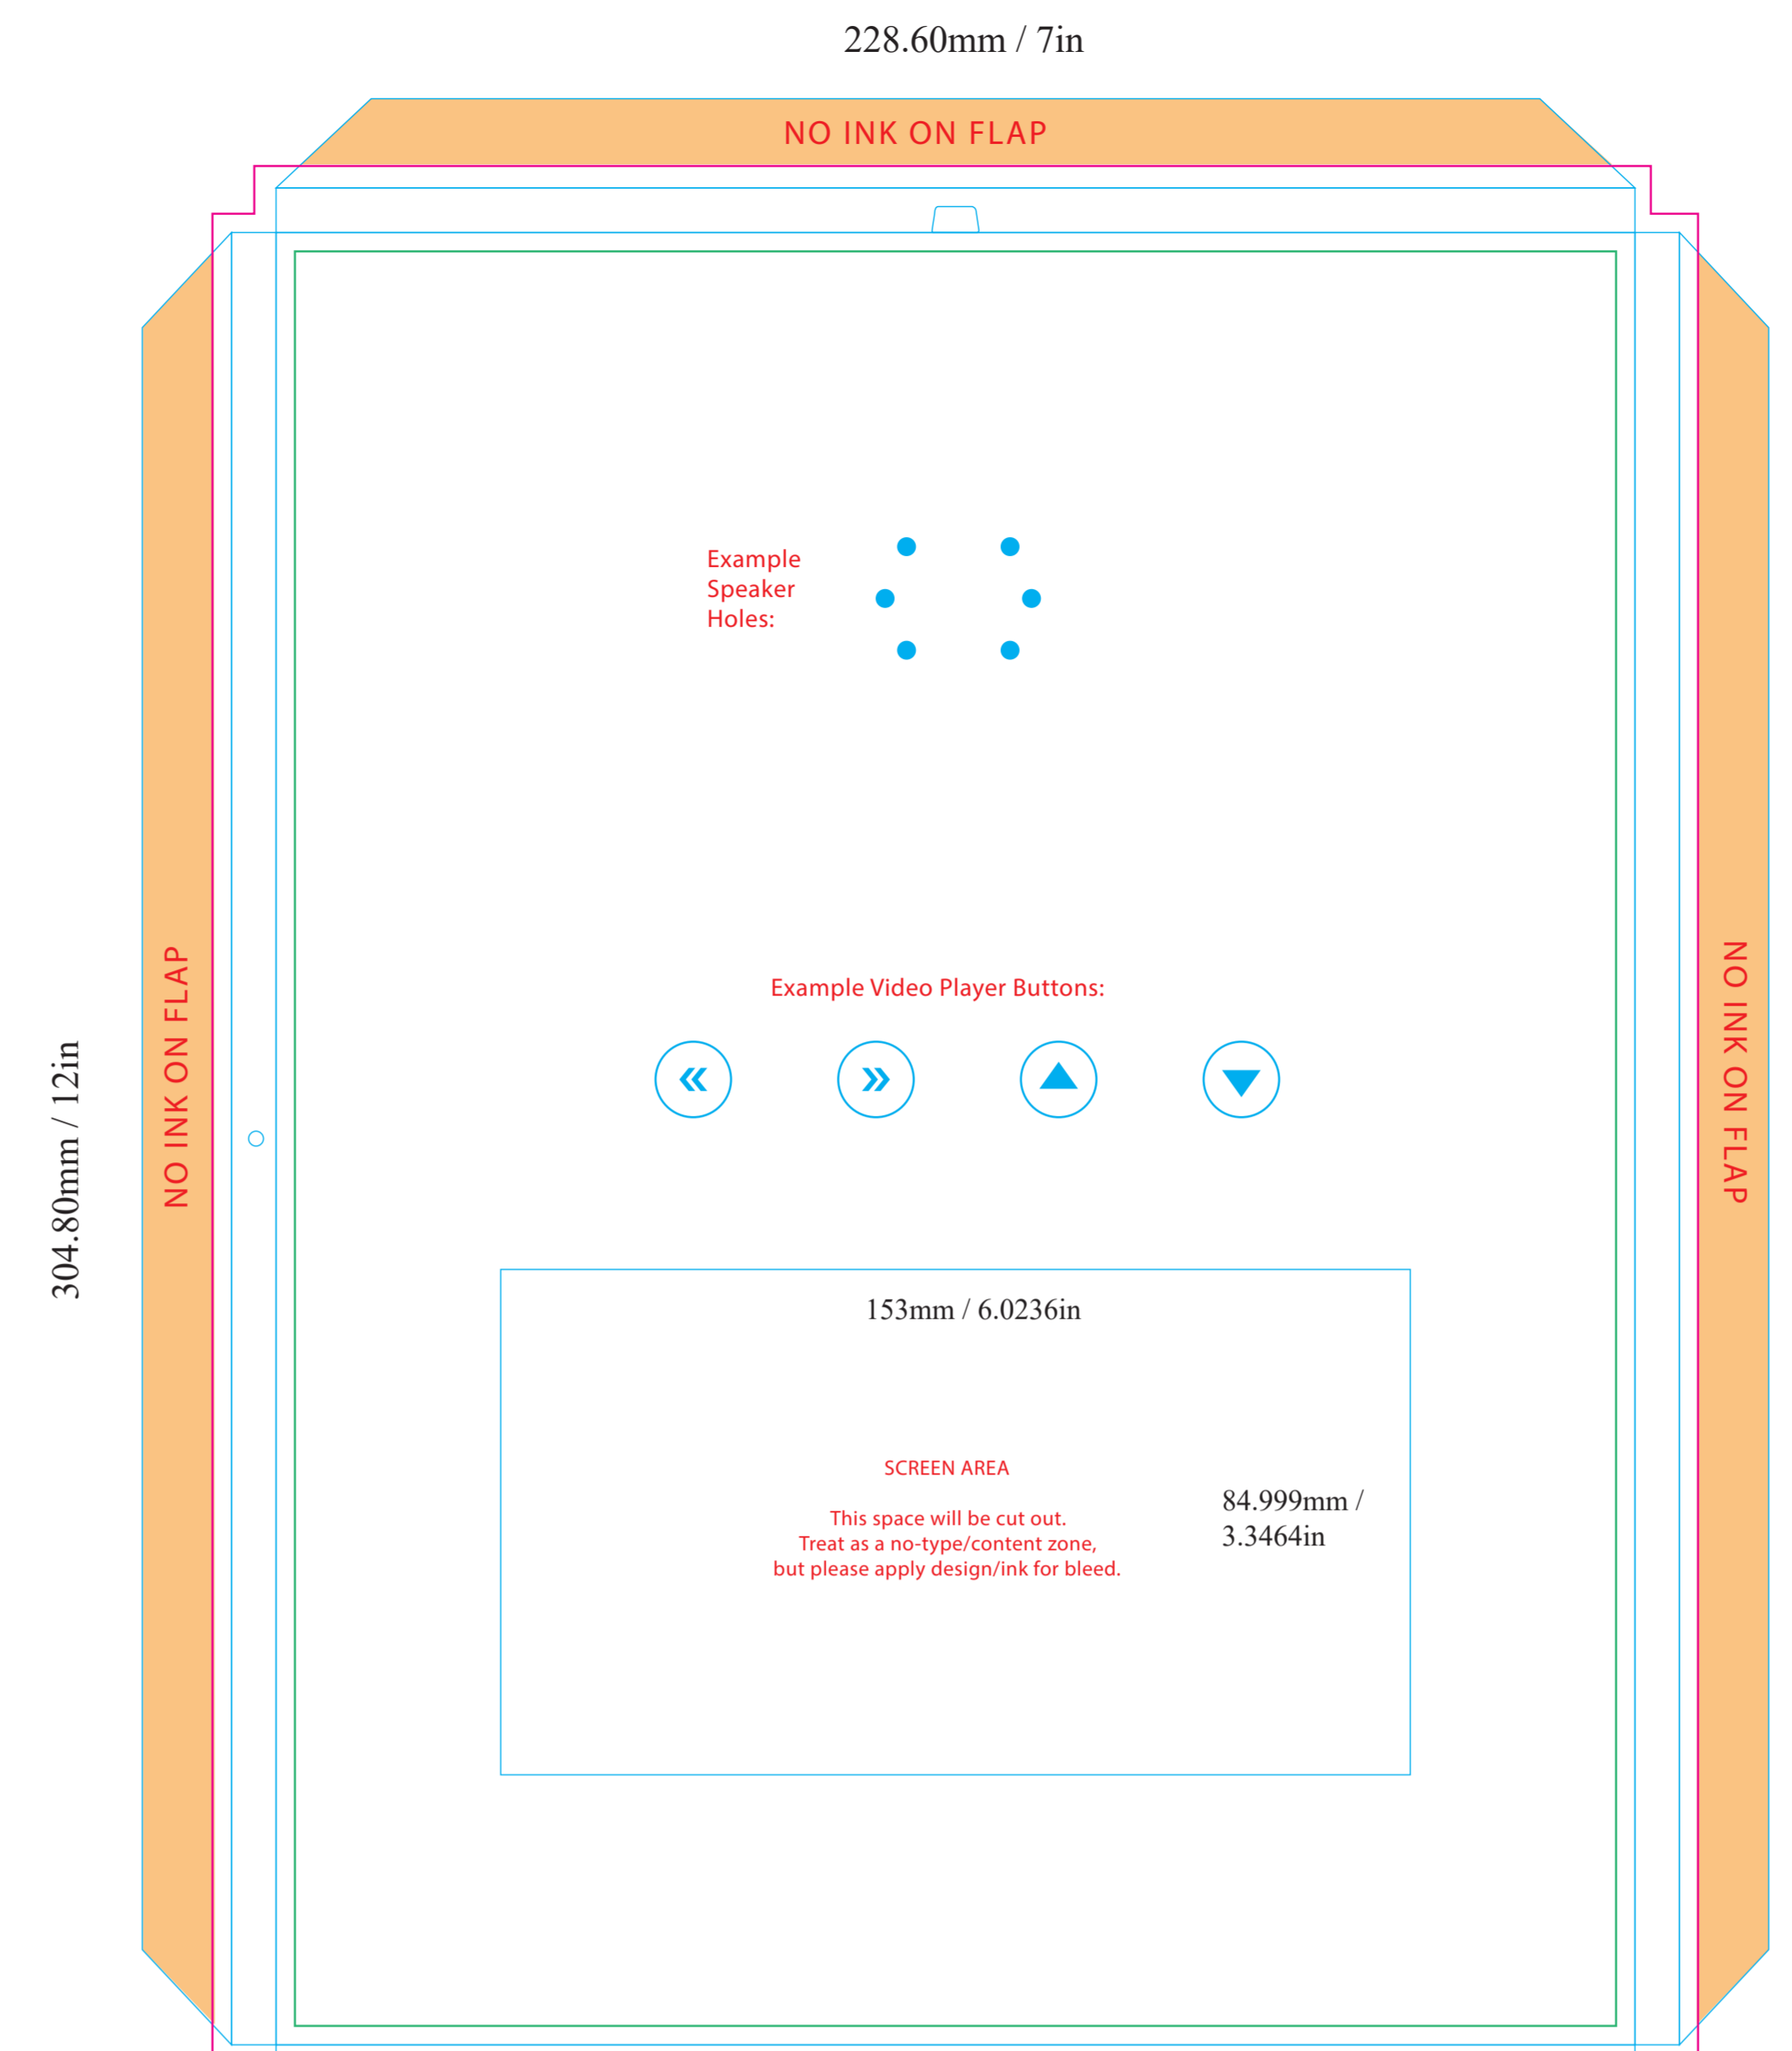 228.60mm / 7in
NO INK ON FLAP
Example
Speaker
Holes:
NO INK ON FLAP
NO INK ON FLAP
Example Video Player Buttons:
304.80mm / 12in
153mm / 6.0236in
SCREEN AREA
84.999mm /
3.3464in
This space will be cut out.
Treat as a no-type/content zone,
but please apply design/ink for bleed.